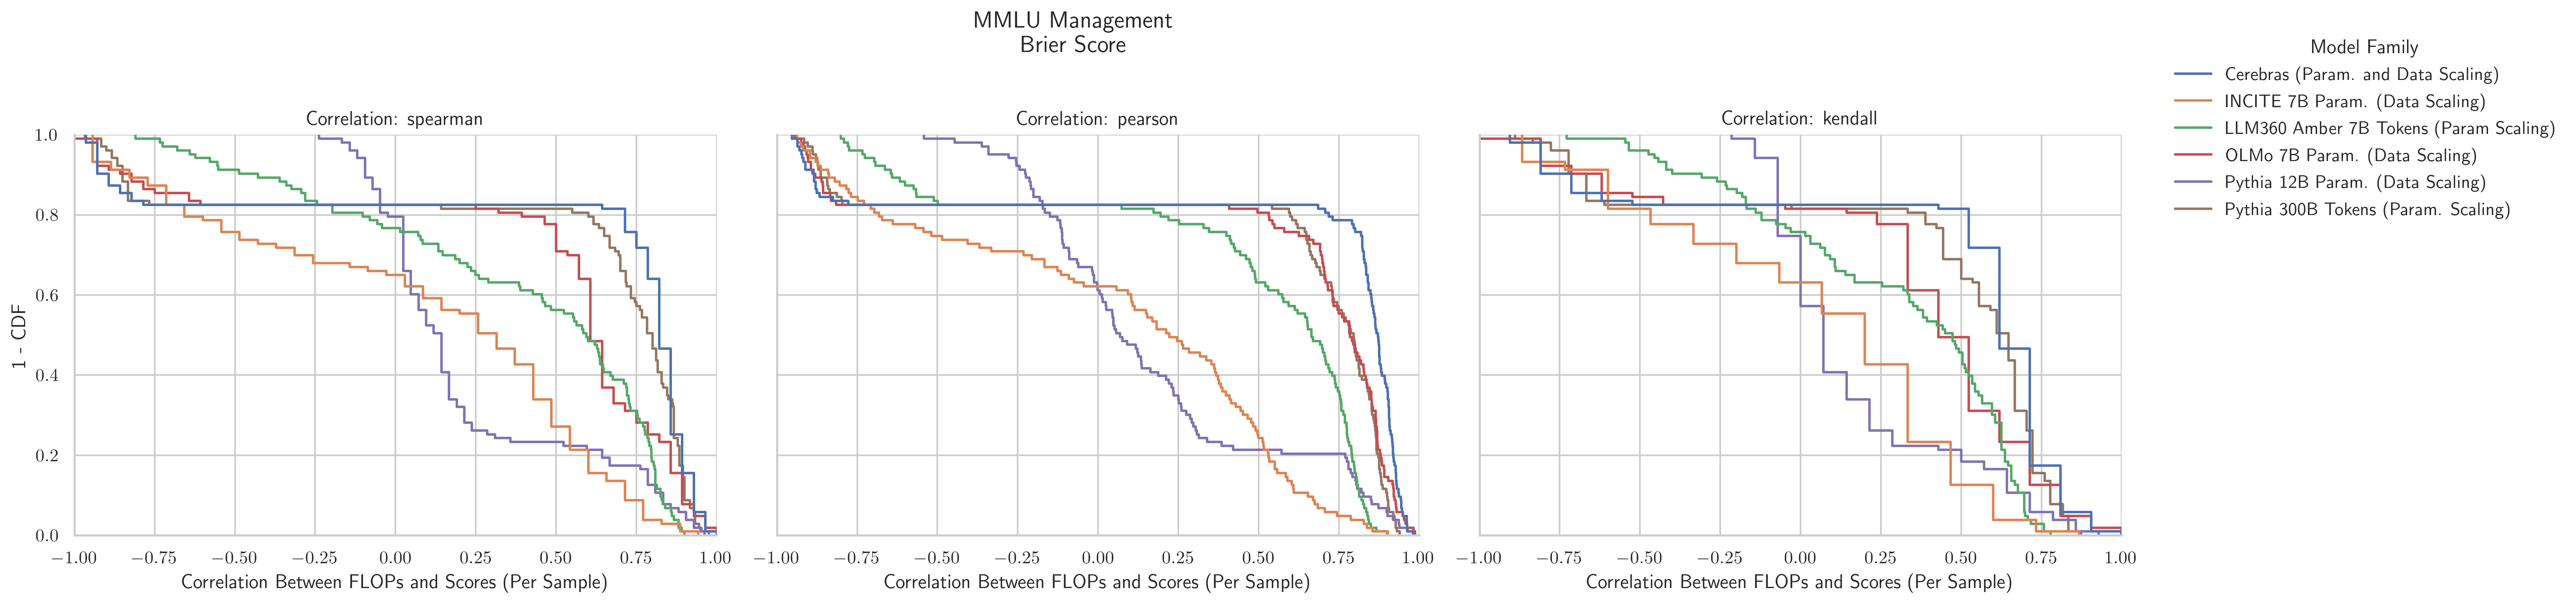 MMLU Management
Brier Score
Model Family
Cerebras (Param. and Data Scaling)
INCITE 7B Param. (Data Scaling)
LLM360 Amber 7B Tokens (Param Scaling)
OLMo 7B Param. (Data Scaling)
Pythia 12B Param. (Data Scaling)
Pythia 300B Tokens (Param. Scaling)
Correlation: spearman
Correlation: pearson
Correlation: kendall
1 - CDF
1.0
0.8
0.6
0.4
0.2
0.0
−1.00 −0.75 −0.50 −0.25 0.00 0.25 0.50 0.75 1.00
−1.00 −0.75 −0.50 −0.25 0.00 0.25 0.50 0.75 1.00
−1.00 −0.75 −0.50 −0.25 0.00 0.25 0.50 0.75 1.00
Correlation Between FLOPs and Scores (Per Sample)
Correlation Between FLOPs and Scores (Per Sample)
Correlation Between FLOPs and Scores (Per Sample)